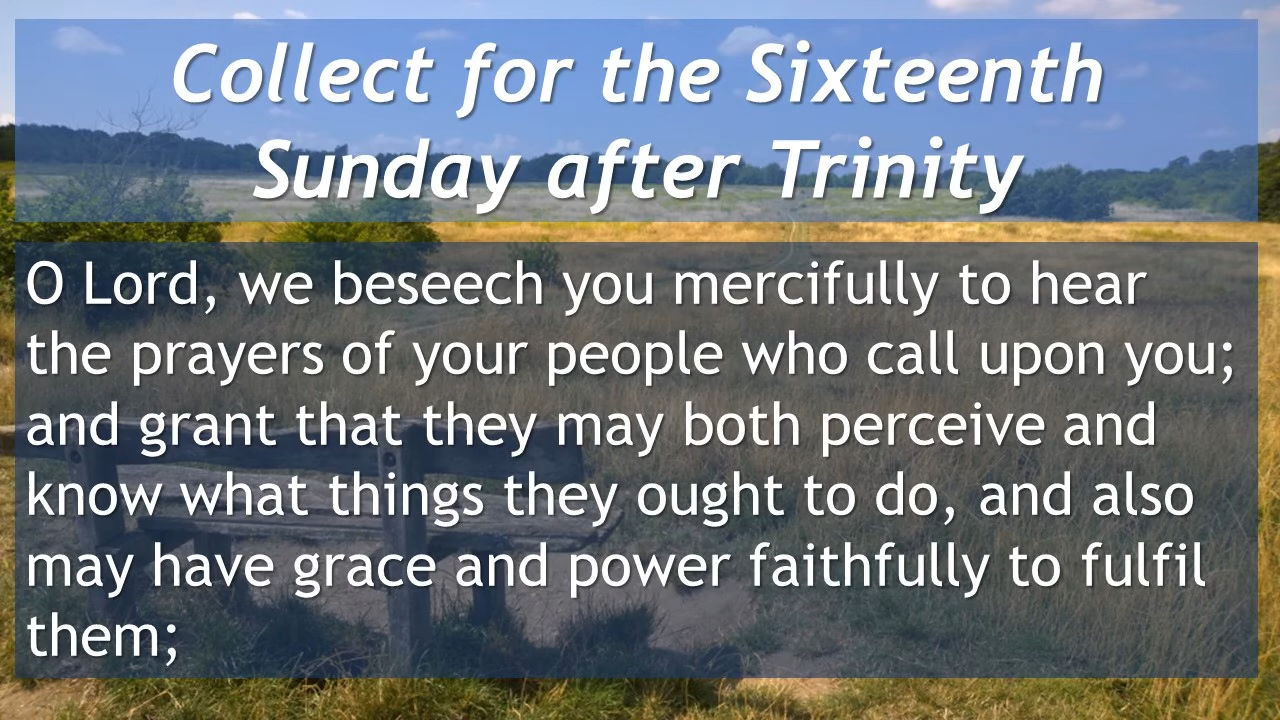 Collect for the Sixteenth
Sunday after Trinity
O Lord, we beseech you mercifully to hear
the prayers of your people who call upon you;
and grant that they may both perceive and
know what things they ought to do, and also
may have grace and power faithfully to fulfil
them;